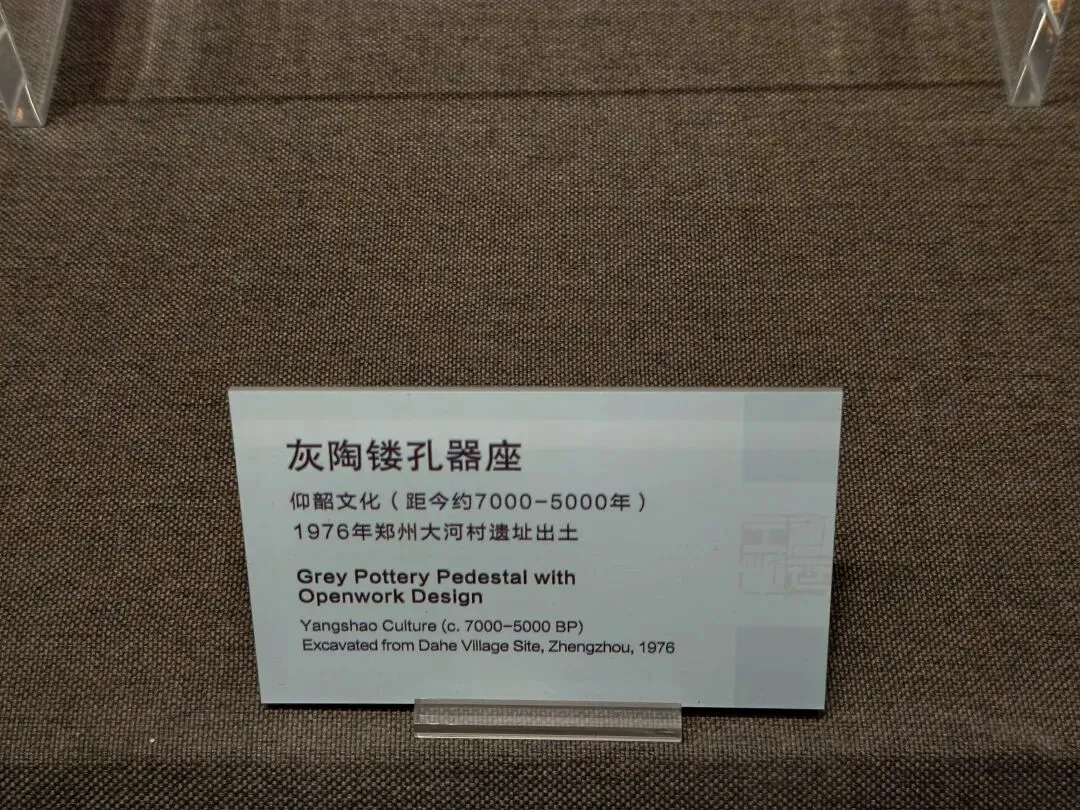 灰陶镂孔器座
仰韶文化（距今约7000-5000年）
1976年郑州大河村遗址出土
Grey Pottery Pedestal with
Openwork Design
Yangshao Culture (c. 7000-5000 BP)
Excavated from Dahe Village Site, Zhengzhou, 1976